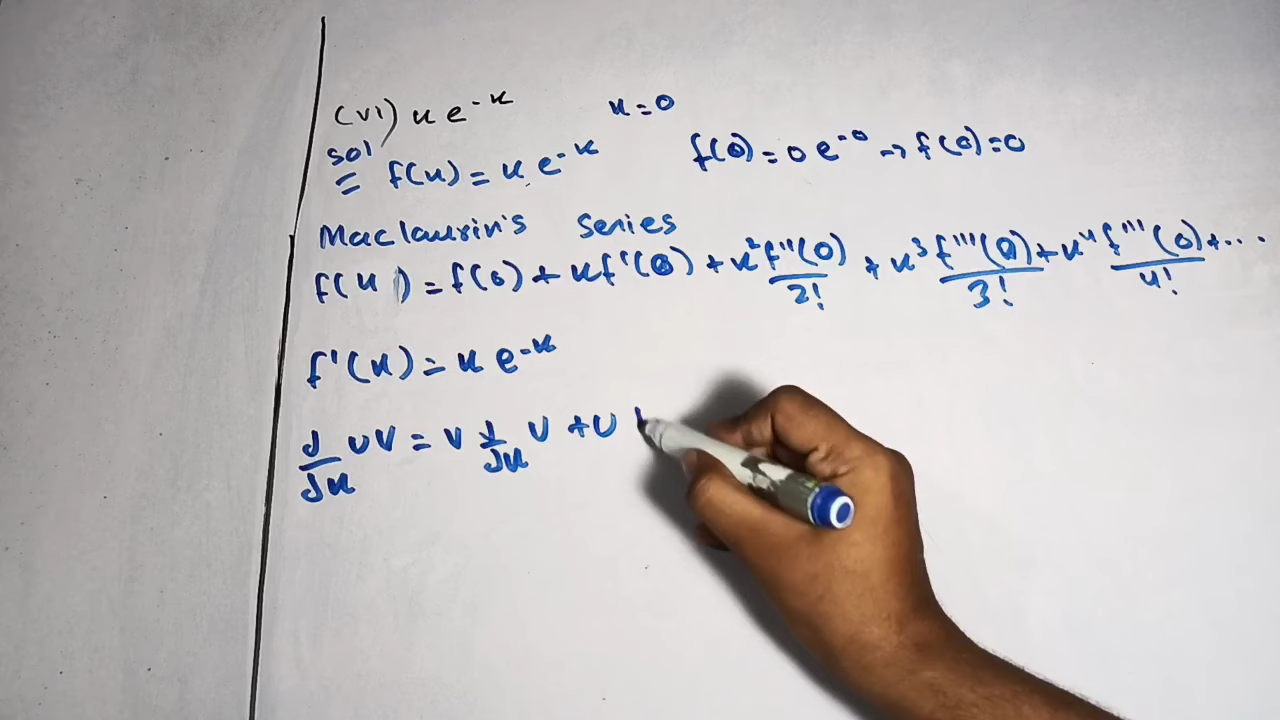 (vi) x e^-x x=0
sol f(x) = x e^-x f(0) = 0 e^-0 → f(0)=0
Maclaurin's series
f(x) = f(0) + xf'(0) + x² f''(0)/2! + x³ f'''(0)/3! + x⁴ f'''(0)/4! + ...
f'(x) = x e^-x
d/dx UV = V d/dx U + U